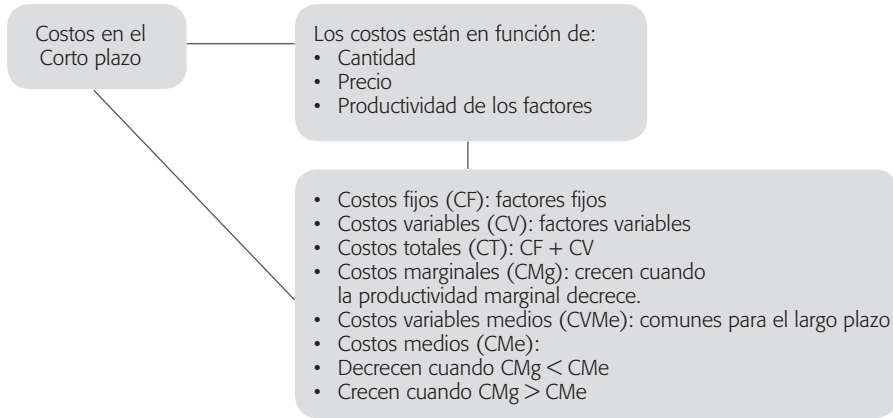 Costos en el
Corto plazo
Los costos están en función de:
• Cantidad
• Precio
• Productividad de los factores
• Costos fijos (CF): factores fijos
• Costos variables (CV): factores variables
• Costos totales (CT): CF + CV
• Costos marginales (CMg): crecen cuando
la productividad marginal decrece.
• Costos variables medios (CVMe): comunes para el largo plazo
• Costos medios (CMe):
• Decrecen cuando CMg < CMe
• Crecen cuando CMg > CMe